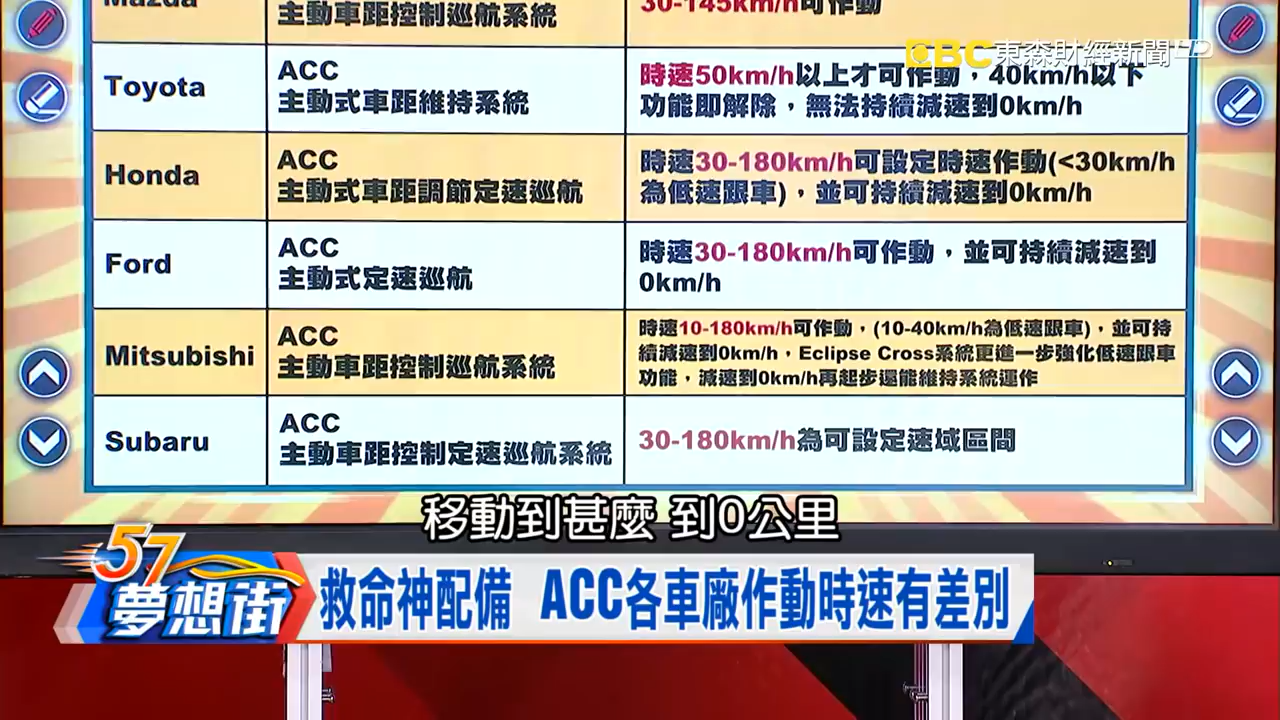 Mazda
主動車距控制巡航系統
30-145km/h可作動
EBC東森財經新聞HD
Toyota
ACC
主動式車距維持系統
時速50km/h以上才可作動，40km/h以下
功能即解除，無法持續減速到0km/h
Honda
ACC
主動式車距調節定速巡航
時速30-180km/h可設定時速作動(<30km/h
為低速跟車)，並可持續減速到0km/h
Ford
ACC
主動式定速巡航
時速30-180km/h可作動，並可持續減速到
0km/h
Mitsubishi
ACC
主動車距控制巡航系統
時速10-180km/h可作動，(10-40km/h為低速跟車)，並可持
續減速到0km/h，Eclipse Cross系統更進一步強化低速跟車
功能，減速到0km/h再起步還能維持系統運作
Subaru
ACC
主動車距控制定速巡航系統
30-180km/h為可設定速域區間
移動到甚麼 到0公里
57
夢想街
救命神配備 ACC各車廠作動時速有差別